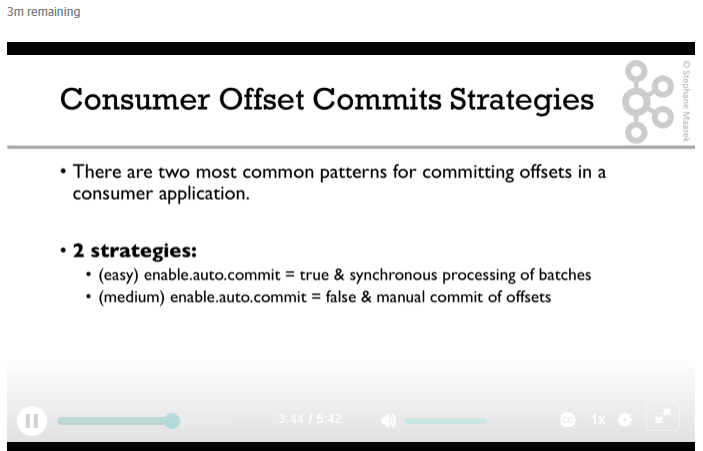 3m remaining
Consumer Offset Commits Strategies
© Stephane Maarek
• There are two most common patterns for committing offsets in a
consumer application.
• 2 strategies:
• (easy) enable.auto.commit = true & synchronous processing of batches
• (medium) enable.auto.commit = false & manual commit of offsets
3:44 / 5:42
CC
1x